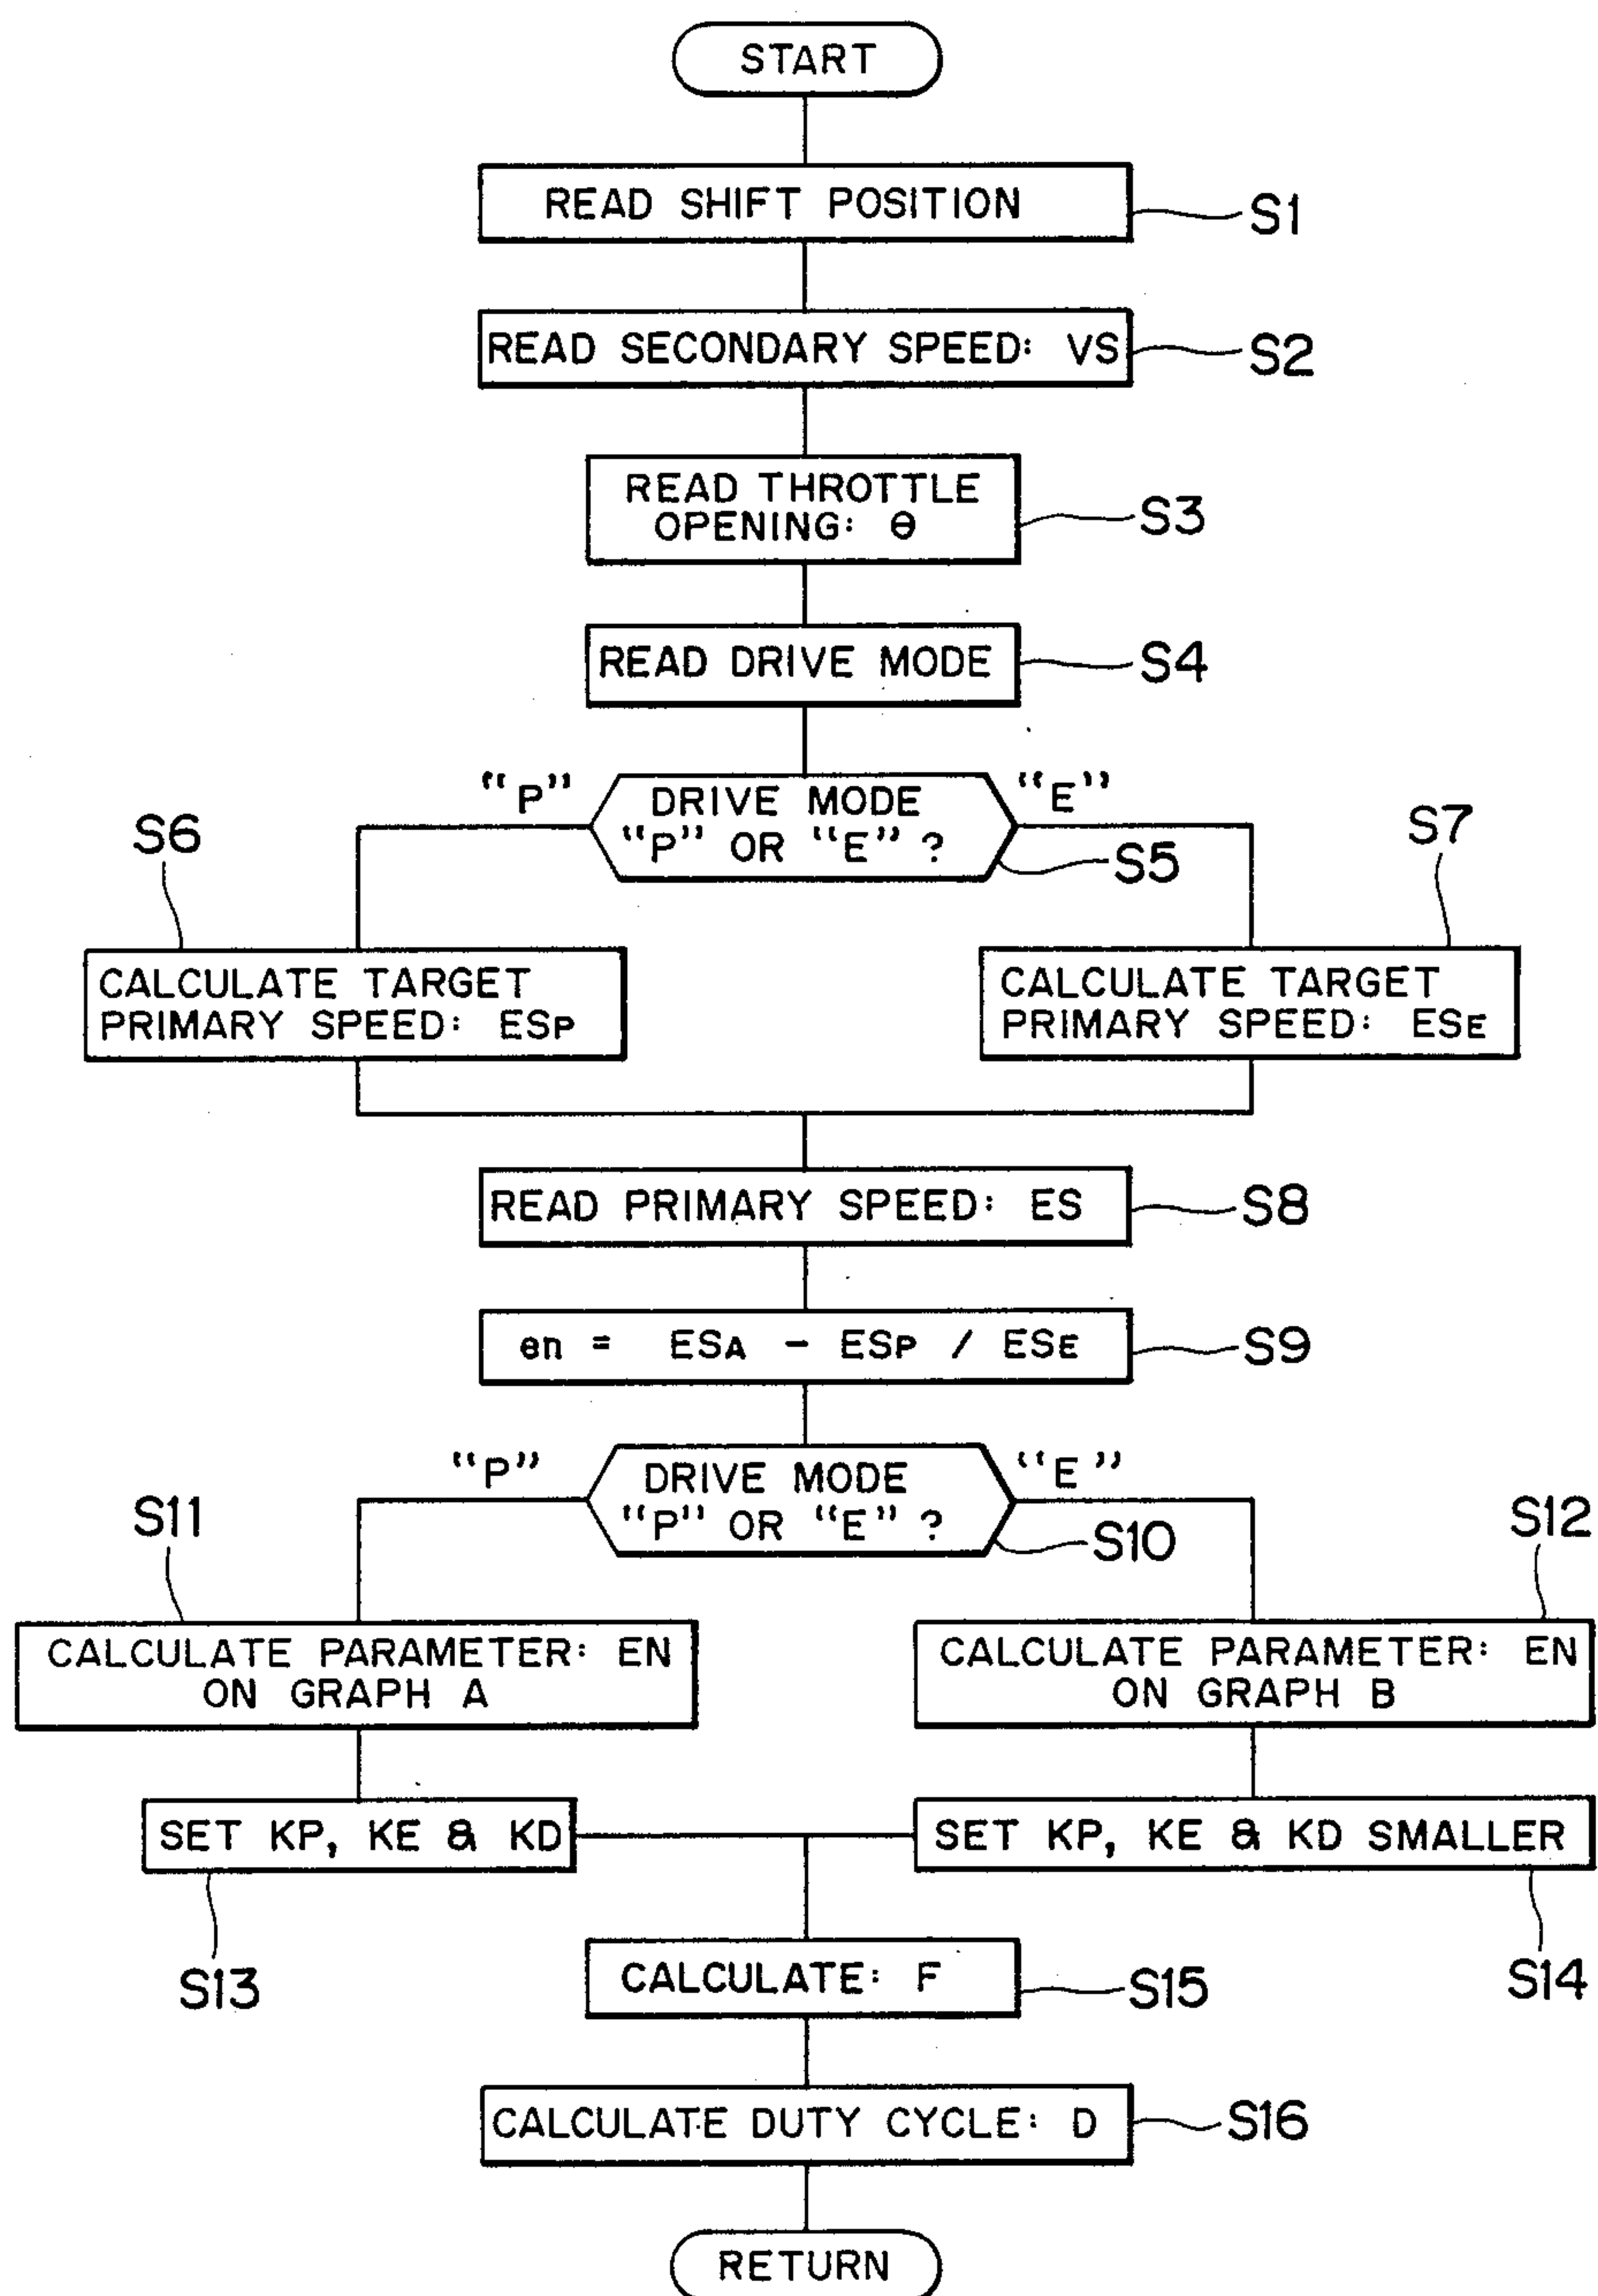 START
READ SHIFT POSITION
S1
READ SECONDARY SPEED: VS
S2
READ THROTTLE
OPENING: θ
S3
READ DRIVE MODE
S4
"P"
DRIVE MODE
"P" OR "E" ?
"E"
S5
S6
S7
CALCULATE TARGET
PRIMARY SPEED: ESP
CALCULATE TARGET
PRIMARY SPEED: ESE
READ PRIMARY SPEED: ES
S8
en = ESA - ESP / ESE
S9
"P"
DRIVE MODE
"P" OR "E" ?
"E"
S10
S11
S12
CALCULATE PARAMETER: EN
ON GRAPH A
CALCULATE PARAMETER: EN
ON GRAPH B
SET KP, KE & KD
SET KP, KE & KD SMALLER
S13
S14
CALCULATE: F
S15
CALCULATE DUTY CYCLE: D
S16
RETURN